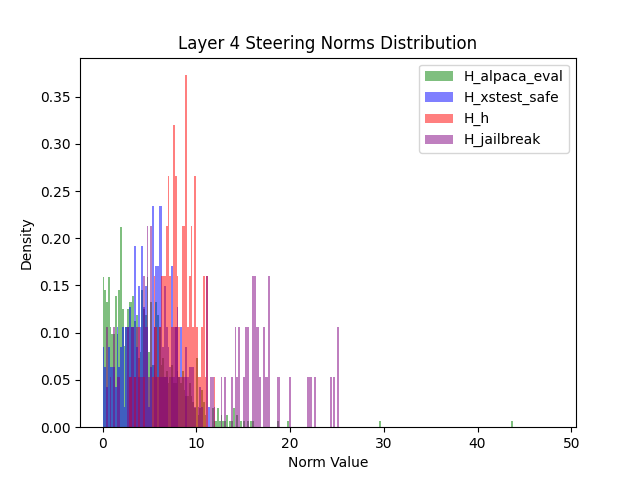 Layer 4 Steering Norms Distribution
H_alpaca_eval
H_xstest_safe
H_h
H_jailbreak
0.35
0.30
0.25
0.20
0.15
0.10
0.05
0.00
Density
0 10 20 30 40 50
Norm Value